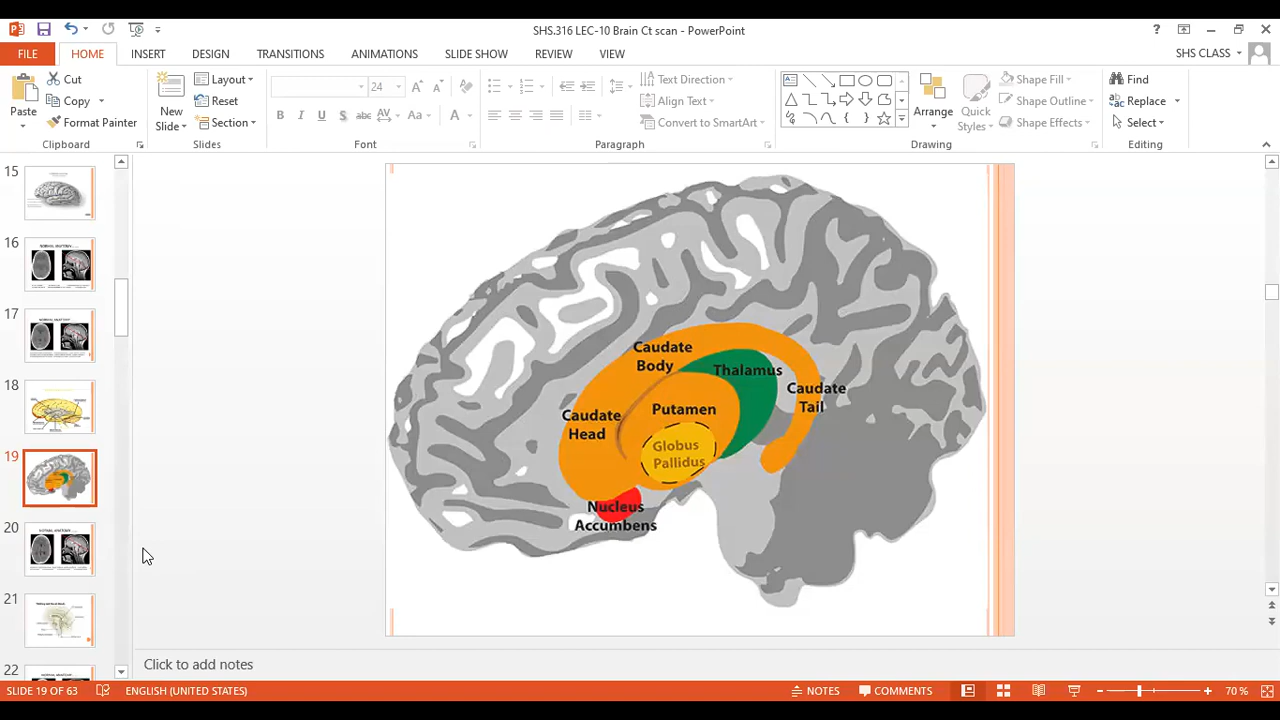 SHS.316 LEC-10 Brain Ct scan - PowerPoint
FILE HOME INSERT DESIGN TRANSITIONS ANIMATIONS SLIDE SHOW REVIEW VIEW SHS CLASS
Paste
Cut
Copy
Format Painter
Clipboard
New
Slide
Layout
Reset
Section
Slides
24
B I U S abc AV Aa A
Font
Text Direction
Align Text
Convert to SmartArt
Paragraph
Arrange
Quick
Styles
Shape Fill
Shape Outline
Shape Effects
Drawing
Find
Replace
Select
Editing
15
16
17
18
19
20
21
22
Caudate
Body
Thalamus
Caudate
Tail
Caudate
Head
Putamen
Globus
Pallidus
Nucleus
Accumbens
Click to add notes
SLIDE 19 OF 63 ENGLISH (UNITED STATES) NOTES COMMENTS 70 %